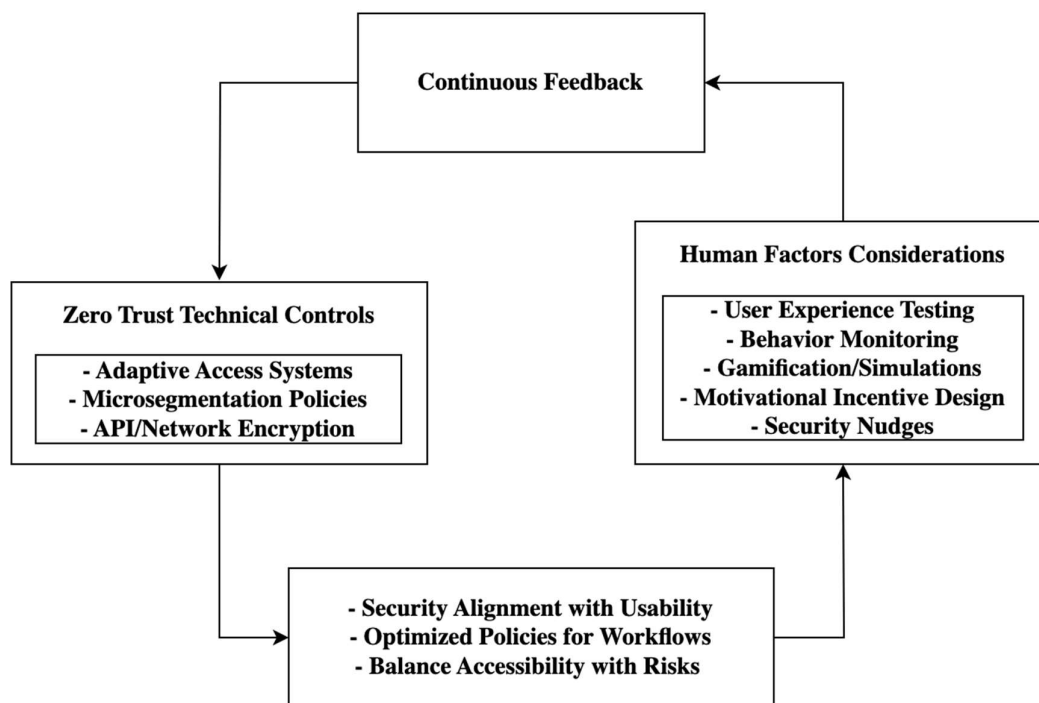 Continuous Feedback
Human Factors Considerations
- User Experience Testing
- Behavior Monitoring
- Gamification/Simulations
- Motivational Incentive Design
- Security Nudges
Zero Trust Technical Controls
- Adaptive Access Systems
- Microsegmentation Policies
- API/Network Encryption
- Security Alignment with Usability
- Optimized Policies for Workflows
- Balance Accessibility with Risks